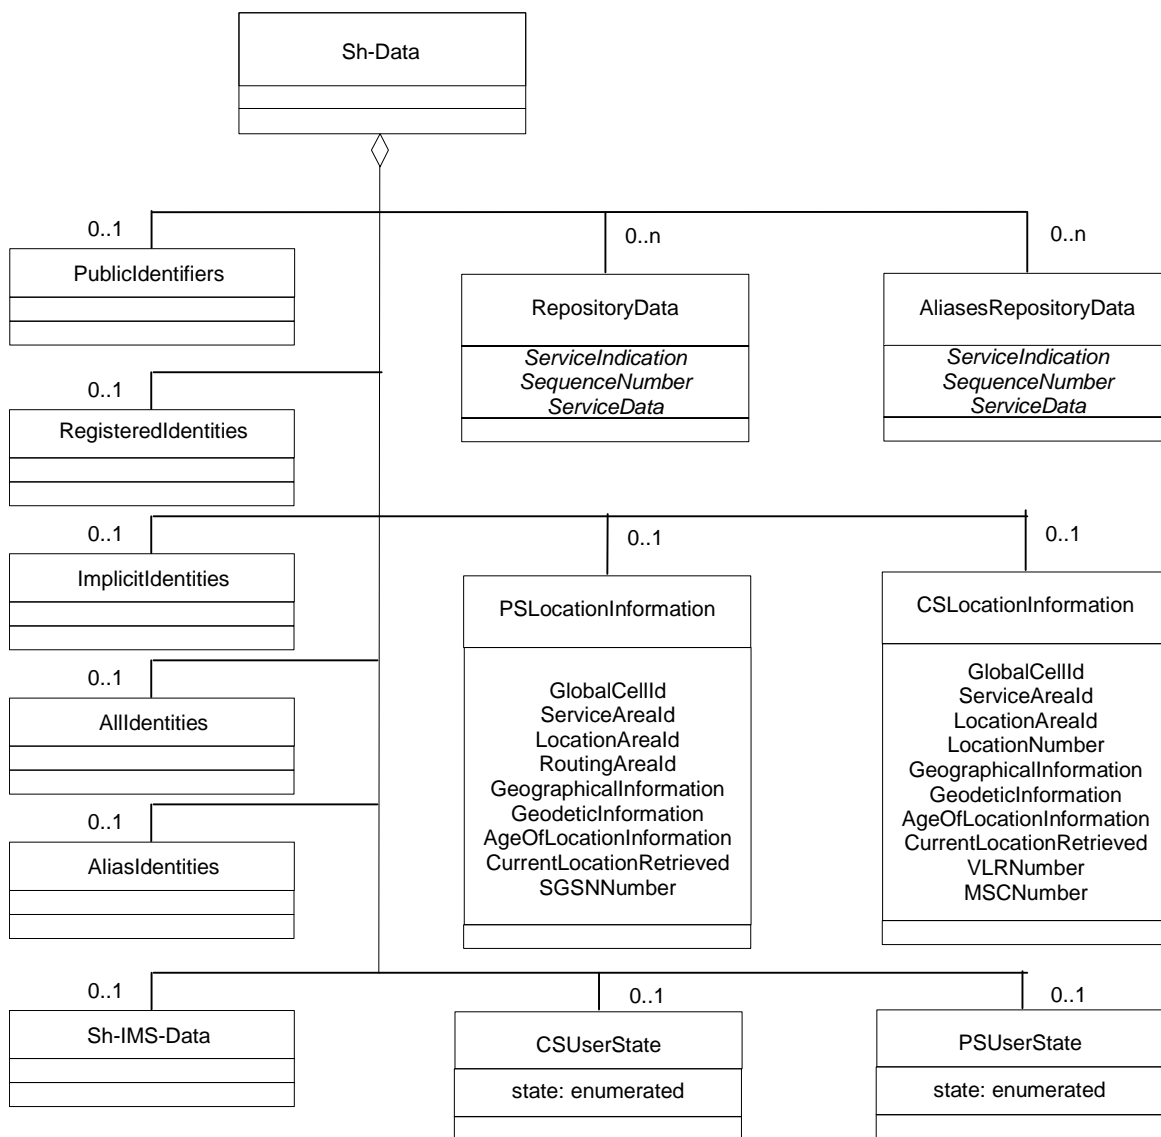 Sh-Data
0..1
0..n
0..n
PublicIdentifiers
RepositoryData
AliasesRepositoryData
ServiceIndication
SequenceNumber
ServiceData
ServiceIndication
SequenceNumber
ServiceData
0..1
RegisteredIdentities
0..1
0..1
0..1
ImplicitIdentities
PSLocationInformation
CSLocationInformation
GlobalCellId
ServiceAreaId
LocationAreaId
RoutingAreaId
GeographicalInformation
GeodeticInformation
AgeOfLocationInformation
CurrentLocationRetrieved
SGSNNumber
GlobalCellId
ServiceAreaId
LocationAreaId
LocationNumber
GeographicalInformation
GeodeticInformation
AgeOfLocationInformation
CurrentLocationRetrieved
VLRNumber
MSCNumber
0..1
AllIdentities
0..1
AliasIdentities
0..1
0..1
0..1
Sh-IMS-Data
CSUserState
PSUserState
state: enumerated
state: enumerated